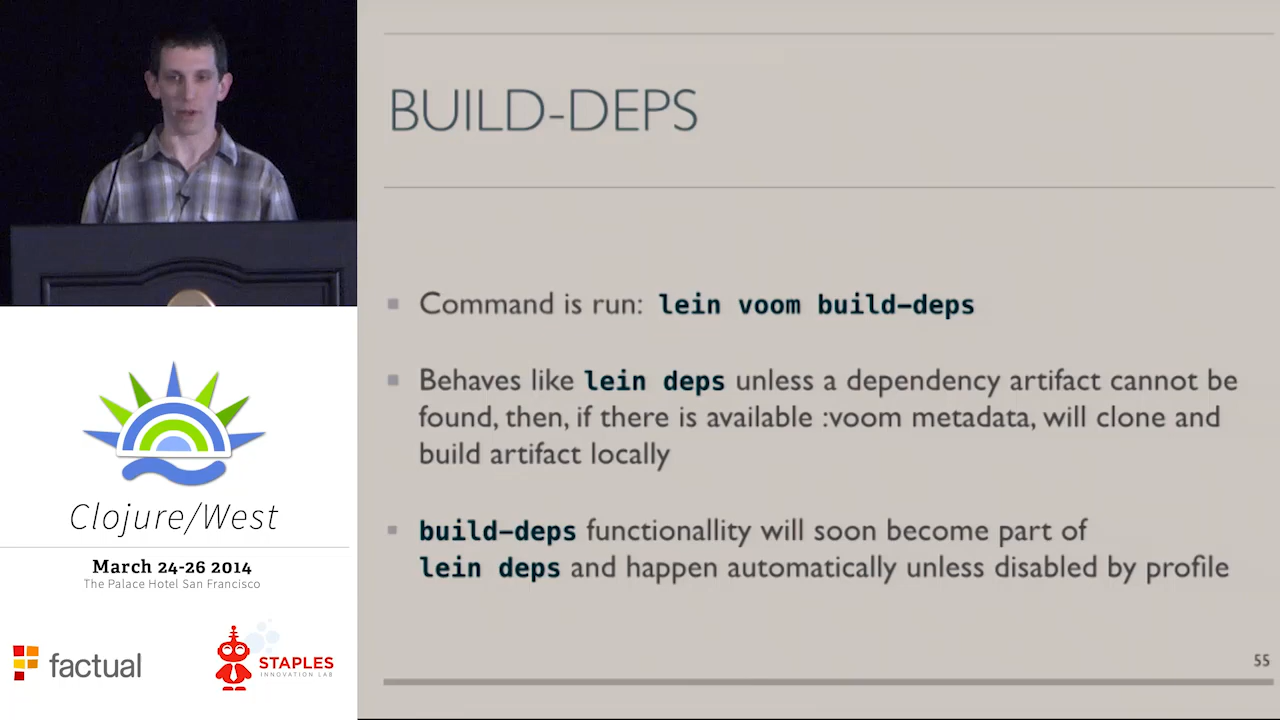 BUILD-DEPS
Command is run: lein voom build-deps
Behaves like lein deps unless a dependency artifact cannot be
found, then, if there is available :voom metadata, will clone and
build artifact locally
build-deps functionallity will soon become part of
lein deps and happen automatically unless disabled by profile
55
Clojure/West
March 24-26 2014
The Palace Hotel San Francisco
factual
STAPLES
INNOVATION LAB